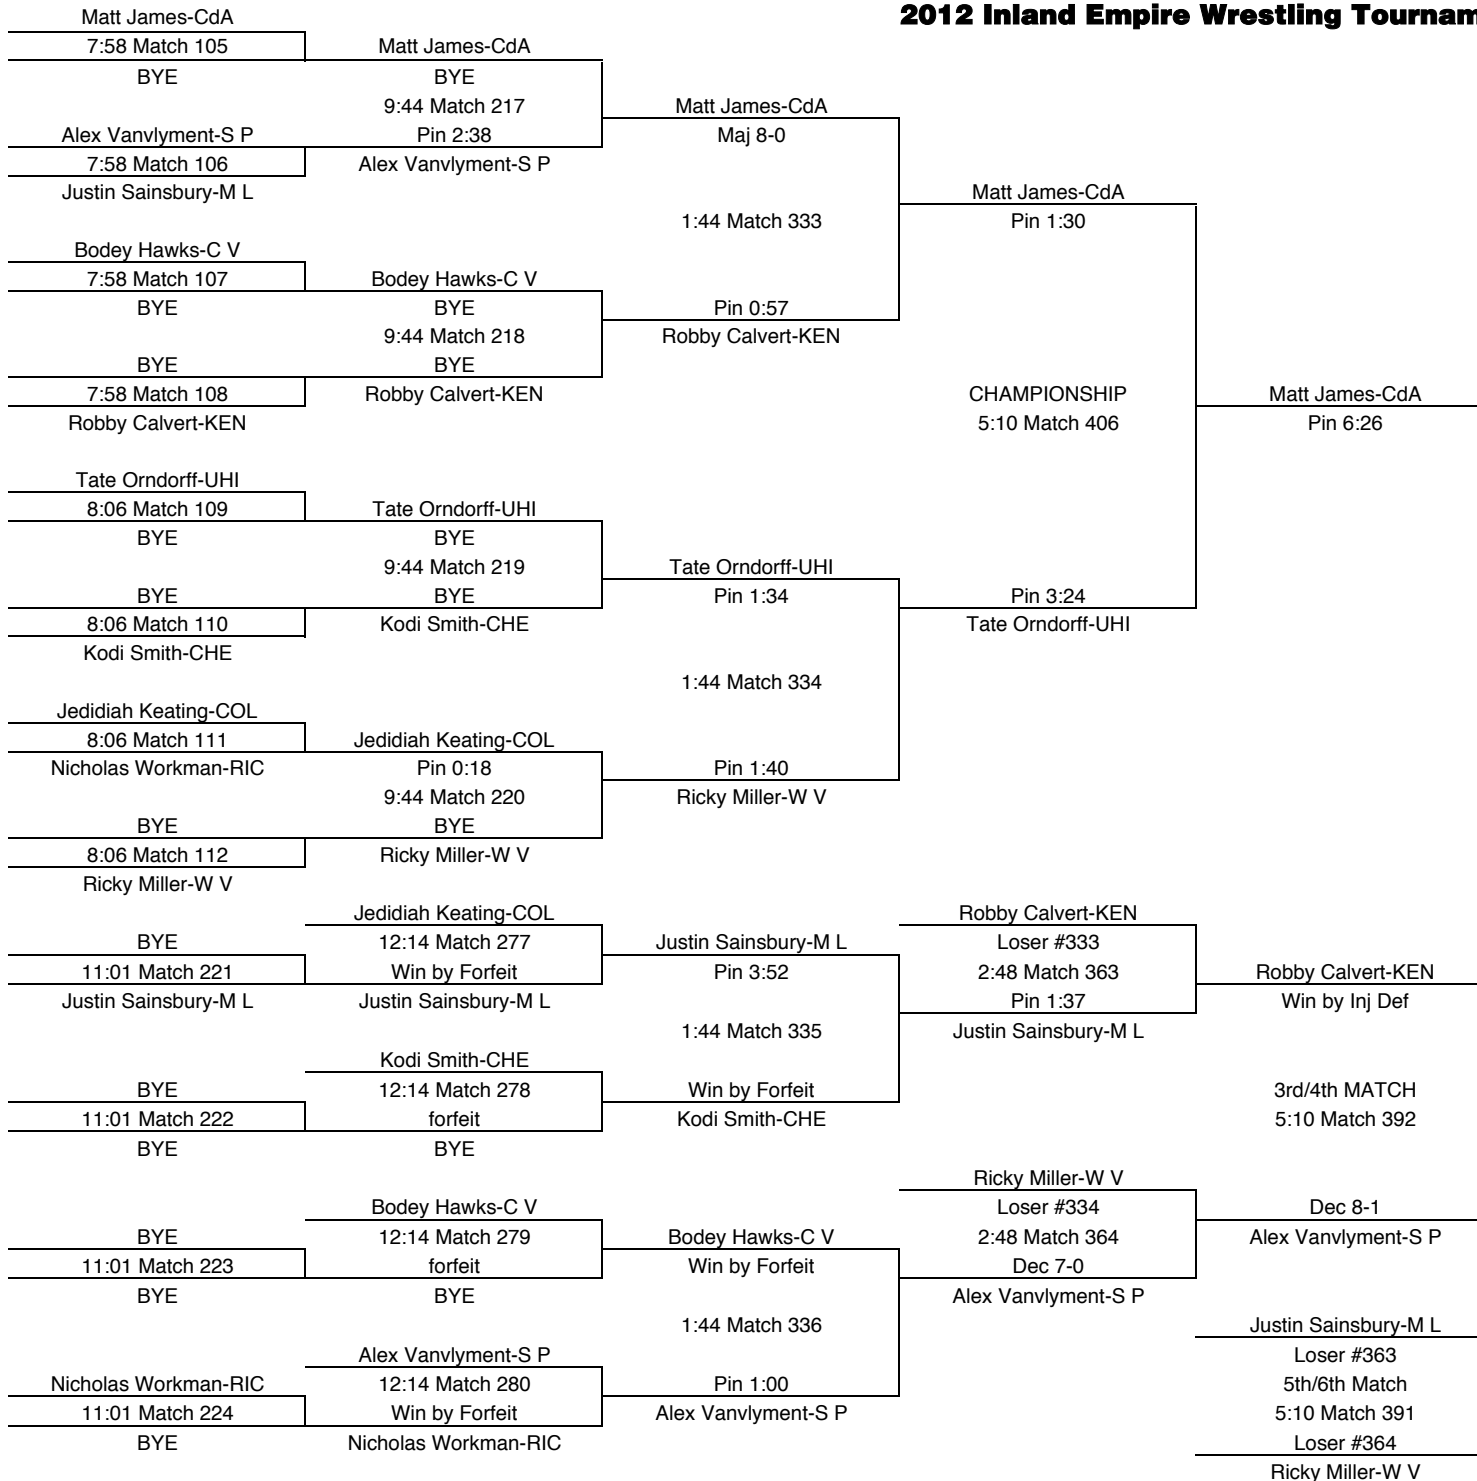 2012 Inland Empire Wrestling Tournam
Matt James-CdA
7:58 Match 105
BYE
Alex Vanvlyment-S P
7:58 Match 106
Justin Sainsbury-M L
Bodey Hawks-C V
7:58 Match 107
BYE
BYE
7:58 Match 108
Robby Calvert-KEN
Tate Orndorff-UHI
8:06 Match 109
BYE
BYE
8:06 Match 110
Kodi Smith-CHE
Jedidiah Keating-COL
8:06 Match 111
Nicholas Workman-RIC
BYE
8:06 Match 112
Ricky Miller-W V
Matt James-CdA
BYE
9:44 Match 217
Pin 2:38
Alex Vanvlyment-S P
Bodey Hawks-C V
BYE
9:44 Match 218
BYE
Robby Calvert-KEN
Tate Orndorff-UHI
BYE
9:44 Match 219
BYE
Kodi Smith-CHE
Jedidiah Keating-COL
Pin 0:18
9:44 Match 220
BYE
Ricky Miller-W V
Matt James-CdA
Maj 8-0
1:44 Match 333
Pin 0:57
Robby Calvert-KEN
Tate Orndorff-UHI
Pin 1:34
1:44 Match 334
Pin 1:40
Ricky Miller-W V
Matt James-CdA
Pin 1:30
CHAMPIONSHIP
5:10 Match 406
Pin 3:24
Tate Orndorff-UHI
Matt James-CdA
Pin 6:26
BYE
11:01 Match 221
Justin Sainsbury-M L
BYE
11:01 Match 222
BYE
BYE
11:01 Match 223
BYE
Nicholas Workman-RIC
11:01 Match 224
BYE
Jedidiah Keating-COL
12:14 Match 277
Win by Forfeit
Justin Sainsbury-M L
Kodi Smith-CHE
12:14 Match 278
forfeit
BYE
Bodey Hawks-C V
12:14 Match 279
forfeit
BYE
Alex Vanvlyment-S P
12:14 Match 280
Win by Forfeit
Nicholas Workman-RIC
Justin Sainsbury-M L
Pin 3:52
1:44 Match 335
Win by Forfeit
Kodi Smith-CHE
Bodey Hawks-C V
Win by Forfeit
1:44 Match 336
Pin 1:00
Alex Vanvlyment-S P
Robby Calvert-KEN
Loser #333
2:48 Match 363
Pin 1:37
Justin Sainsbury-M L
Ricky Miller-W V
Loser #334
2:48 Match 364
Dec 7-0
Alex Vanvlyment-S P
Robby Calvert-KEN
Win by Inj Def
3rd/4th MATCH
5:10 Match 392
Dec 8-1
Alex Vanvlyment-S P
Justin Sainsbury-M L
Loser #363
5th/6th Match
5:10 Match 391
Loser #364
Ricky Miller-W V